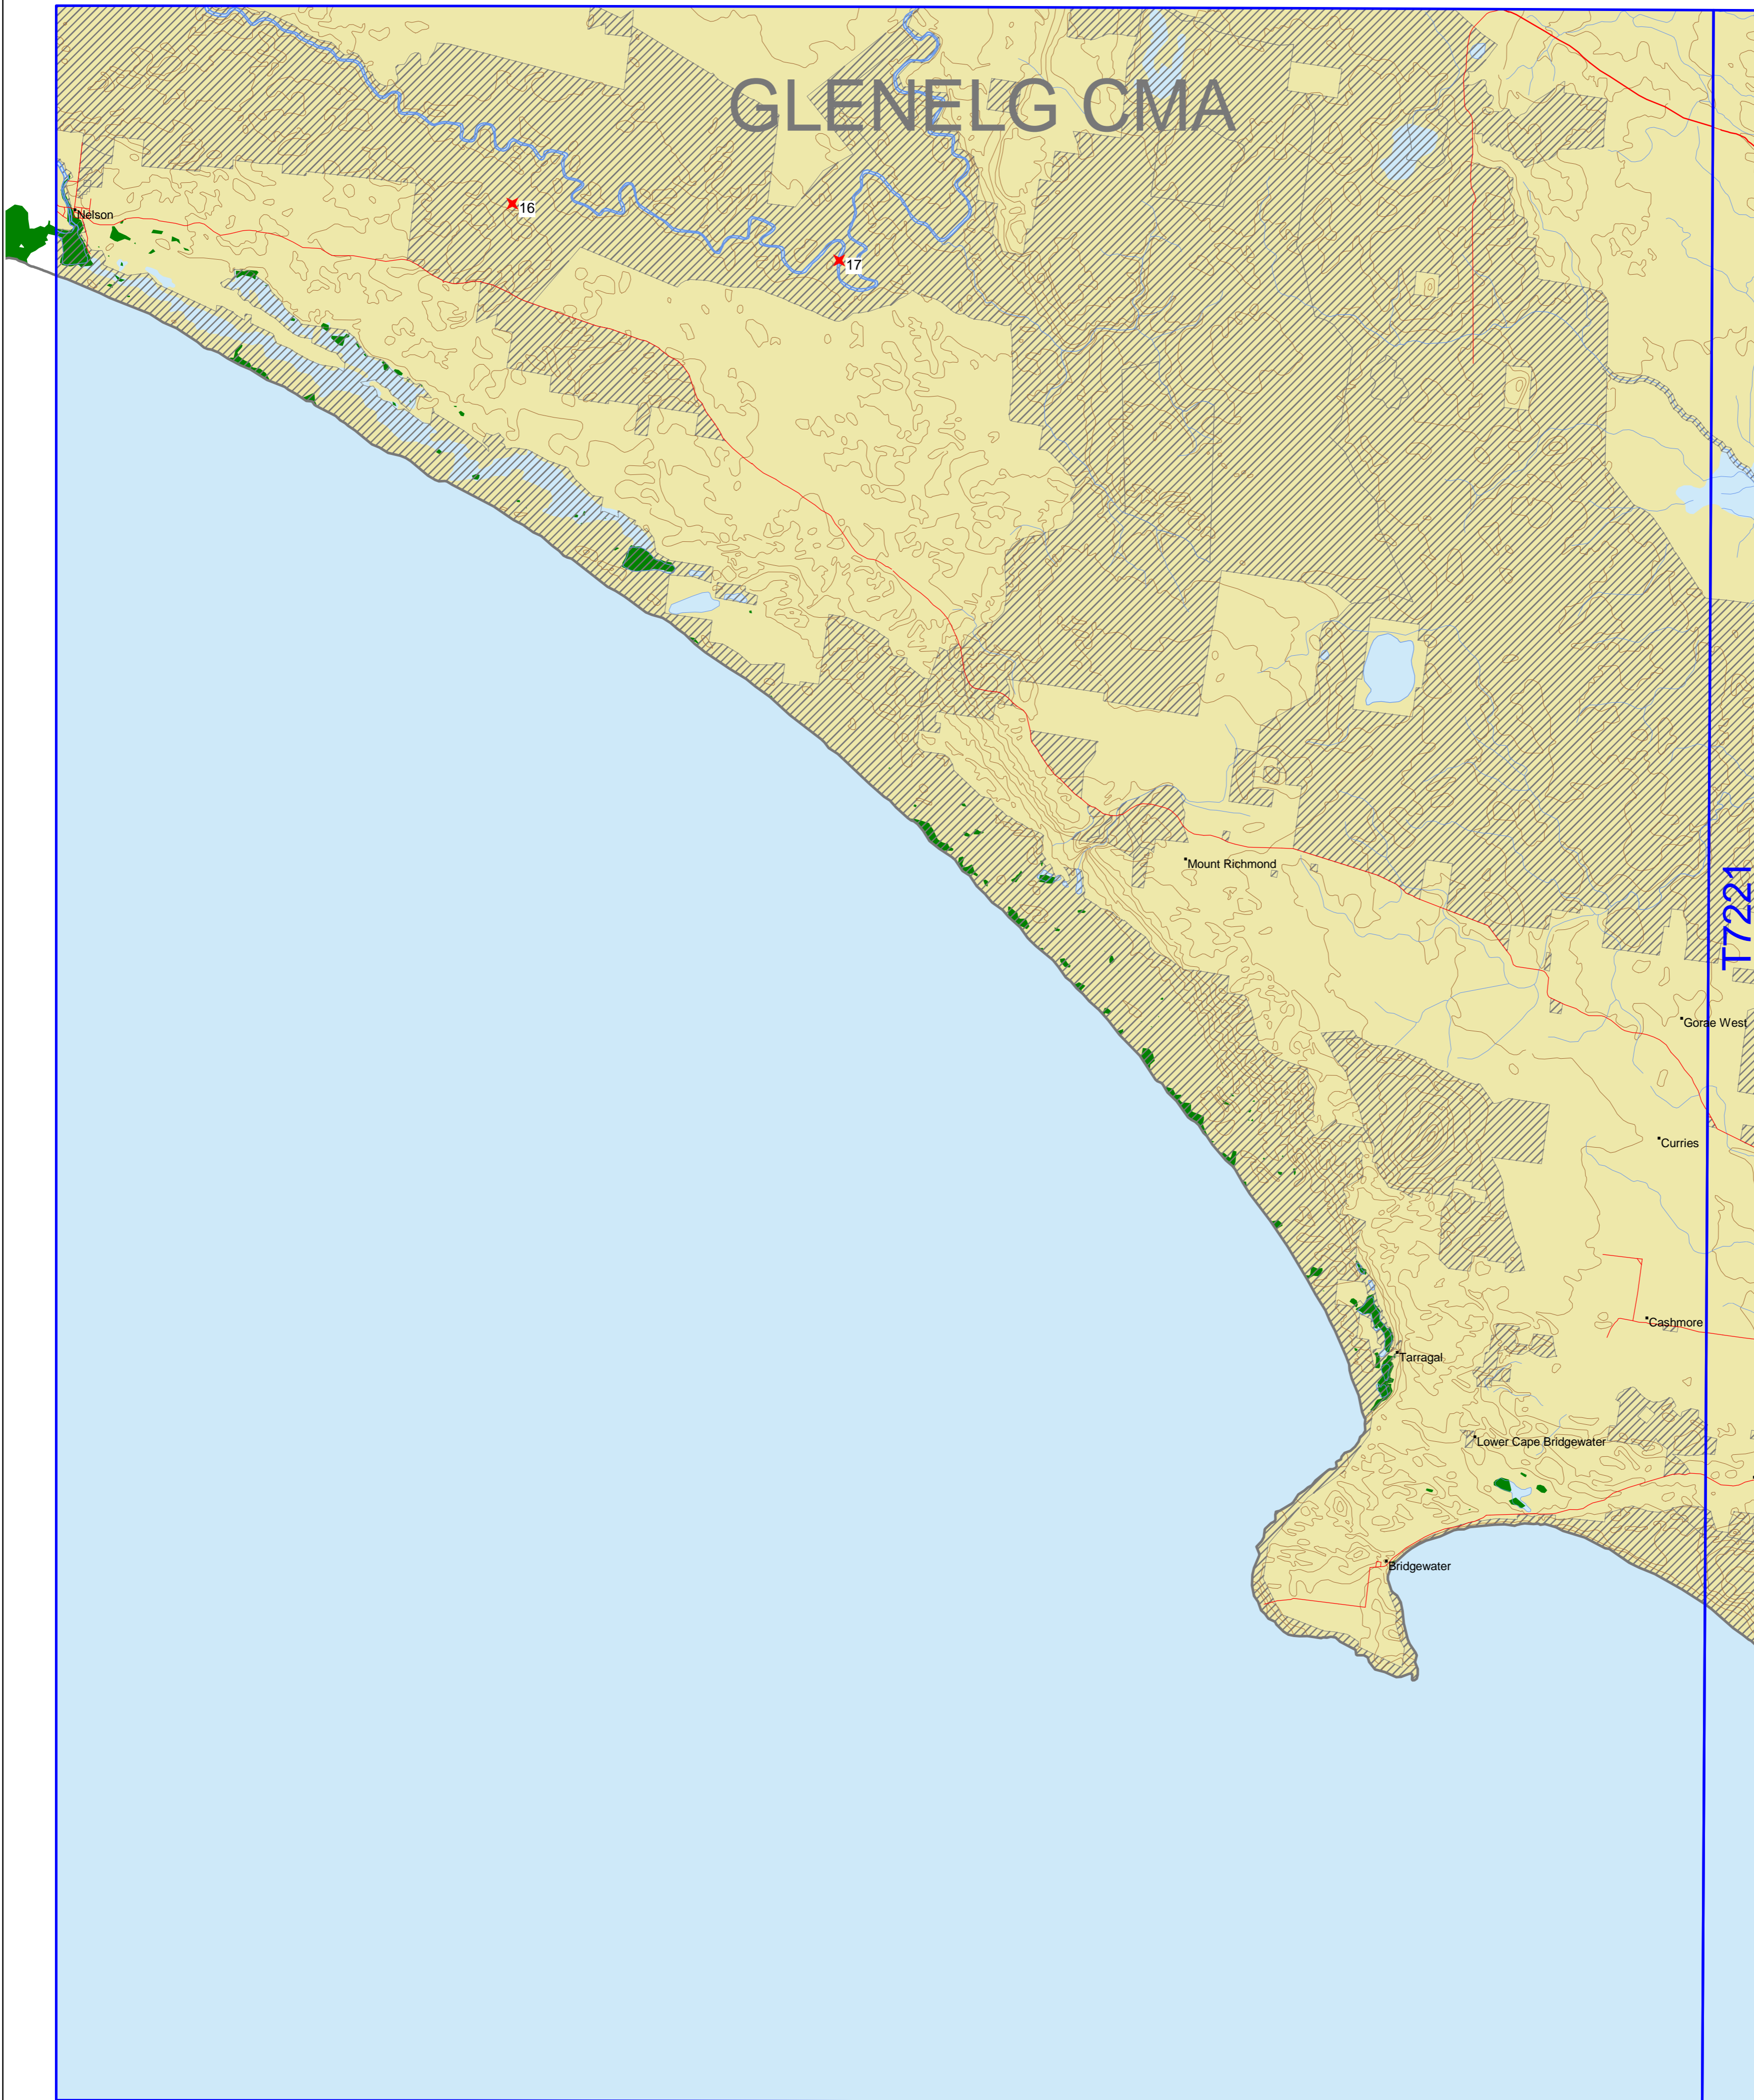 GLENELG CMA
16
Nelson
17
Mount Richmond
T7221
Gorae West
Curries
Cashmore
Tarragal
Lower Cape Bridgewater
Bridgewater